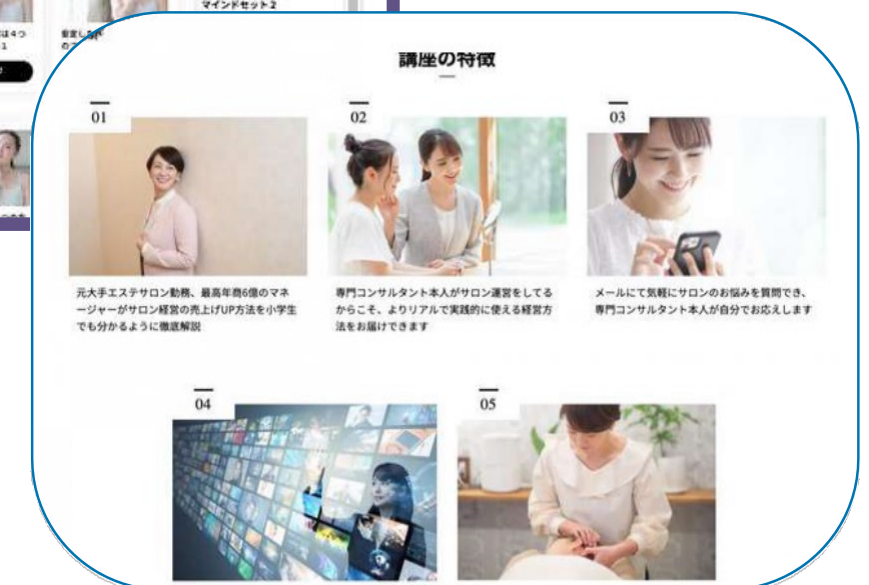 マインドセット2
講座の特徴
01
02
03
元大手エステサロン勤務、最高年商6億のマネ
ージャーがサロン経営の売上げUP方法を小学生
でも分かるように徹底解説
専門コンサルタント本人がサロン運営をしてる
からこそ、よりリアルで実践的に使える経営方
法をお届けできます
メールにて気軽にサロンのお悩みを質問でき、
専門コンサルタント本人が自分でお応えします
04
05